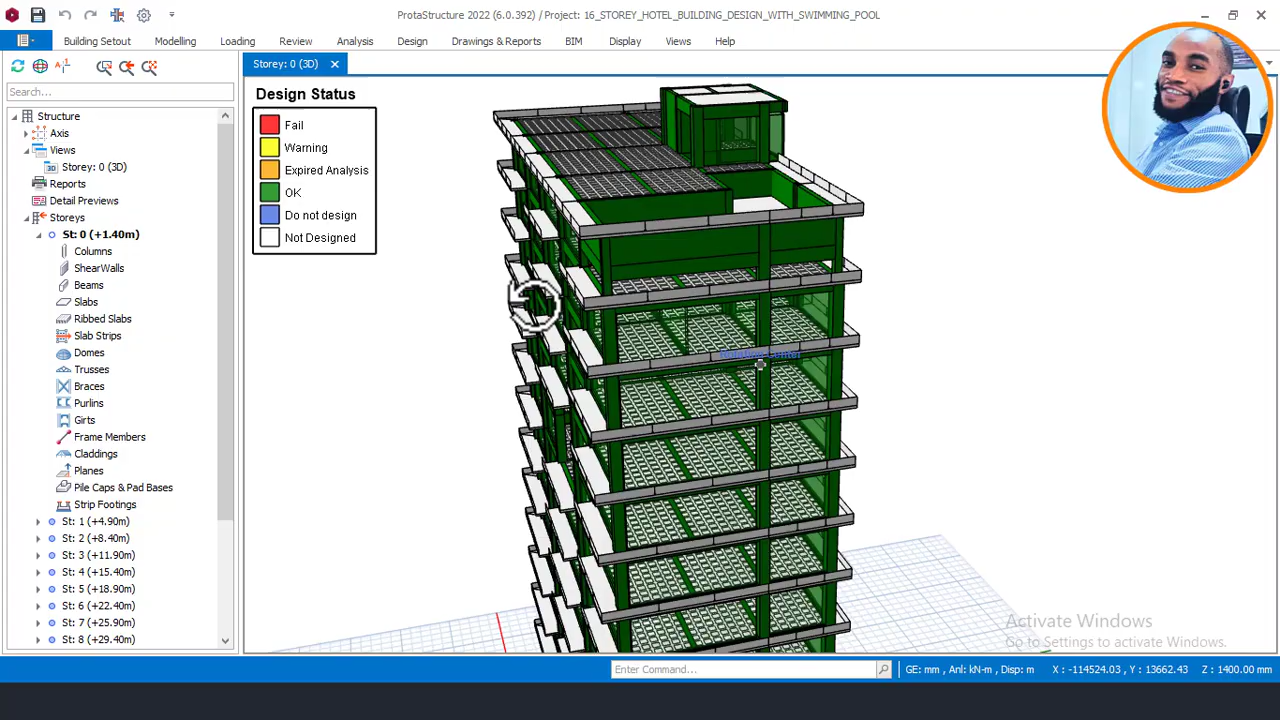 ProtaStructure 2022 (6.0.392) / Project: 16_STOREY_HOTEL_BUILDING_DESIGN_WITH_SWIMMING_POOL
Building Setout Modelling Loading Review Analysis Design Drawings & Reports BIM Display Views Help
Storey: 0 (3D)
Search...
Structure
Axis
Views
Storey: 0 (3D)
Reports
Detail Previews
Storeys
St: 0 (+1.40m)
Columns
ShearWalls
Beams
Slabs
Ribbed Slabs
Slab Strips
Domes
Trusses
Braces
Purlins
Girts
Frame Members
Claddings
Planes
Pile Caps & Pad Bases
Strip Footings
St: 1 (+4.90m)
St: 2 (+8.40m)
St: 3 (+11.90m)
St: 4 (+15.40m)
St: 5 (+18.90m)
St: 6 (+22.40m)
St: 7 (+25.90m)
St: 8 (+29.40m)
Design Status
Fail
Warning
Expired Analysis
OK
Do not design
Not Designed
Center
Activate Windows
Go to Settings to activate Windows.
Enter Command...
GE: mm , Anl: kN-m , Disp: m X : -114524.03 , Y : 13662.43 Z : 1400.00 mm